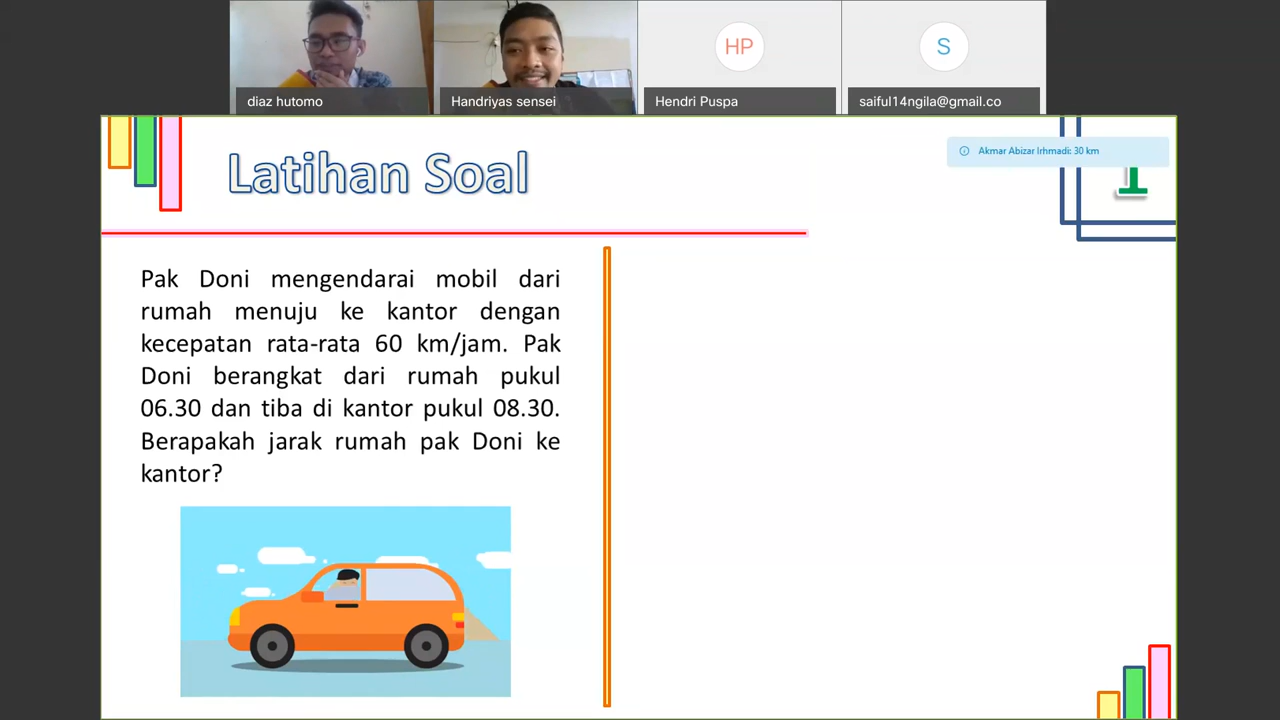 diaz hutomo
Handriyas sensei
HP
Hendri Puspa
S
saiful14ngila@gmail.co
Latihan Soal
Akmar Abizar Irhmadi: 30 km
1
Pak Doni mengendarai mobil dari
rumah menuju ke kantor dengan
kecepatan rata-rata 60 km/jam. Pak
Doni berangkat dari rumah pukul
06.30 dan tiba di kantor pukul 08.30.
Berapakah jarak rumah pak Doni ke
kantor?